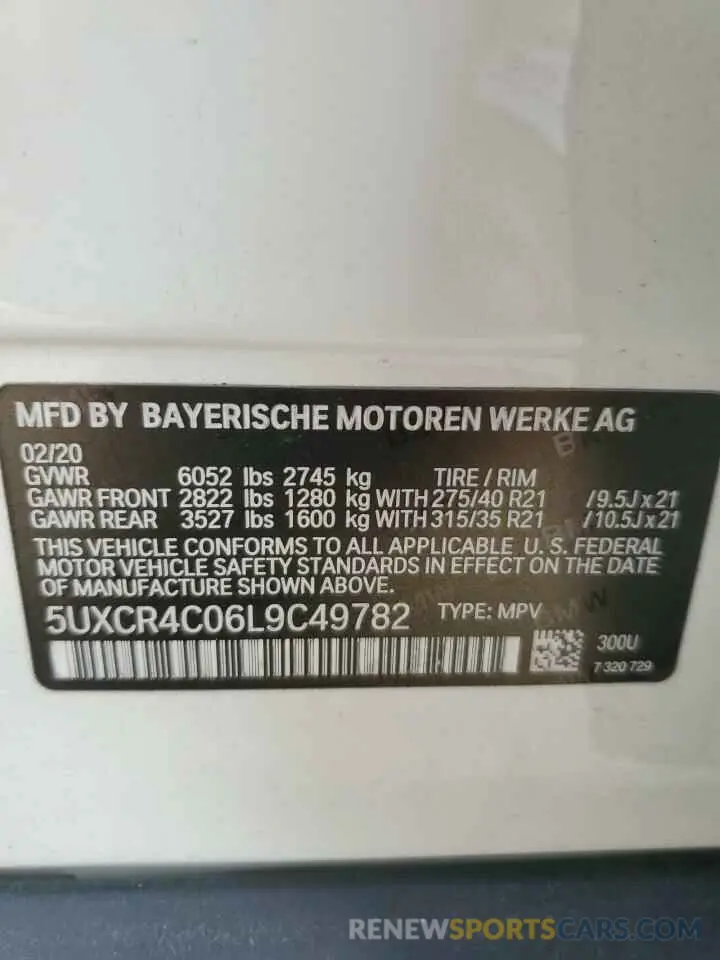 MFD BY BAYERISCHE MOTOREN WERKE AG
02/20
GVWR 6052 lbs 2745 kg TIRE / RIM
GAWR FRONT 2822 lbs 1280 kg WITH 275/40 R21 / 9.5J x 21
GAWR REAR 3527 lbs 1600 kg WITH 315/35 R21 / 10.5J x 21
THIS VEHICLE CONFORMS TO ALL APPLICABLE U. S. FEDERAL
MOTOR VEHICLE SAFETY STANDARDS IN EFFECT ON THE DATE
OF MANUFACTURE SHOWN ABOVE.
5UXCR4C06L9C49782 TYPE: MPV
300U
7 320 729
RENEWSPORTSCARS.COM